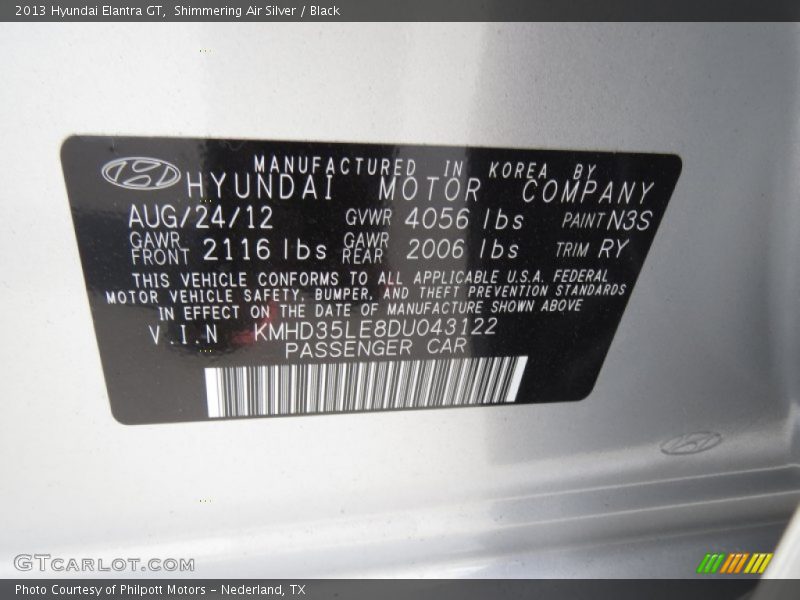 2013 Hyundai Elantra GT,  Shimmering Air Silver / Black
MANUFACTURED IN KOREA BY
HYUNDAI MOTOR COMPANY
AUG/24/12 GVWR 4056 lbs PAINT N3S
GAWR FRONT 2116 lbs GAWR REAR 2006 lbs TRIM RY
THIS VEHICLE CONFORMS TO ALL APPLICABLE U.S.A. FEDERAL
MOTOR VEHICLE SAFETY, BUMPER, AND THEFT PREVENTION STANDARDS
IN EFFECT ON THE DATE OF MANUFACTURE SHOWN ABOVE
V.I.N KMHD35LE8DU043122
PASSENGER CAR
GTCARLOT.COM
Photo Courtesy of Philpott Motors - Nederland, TX